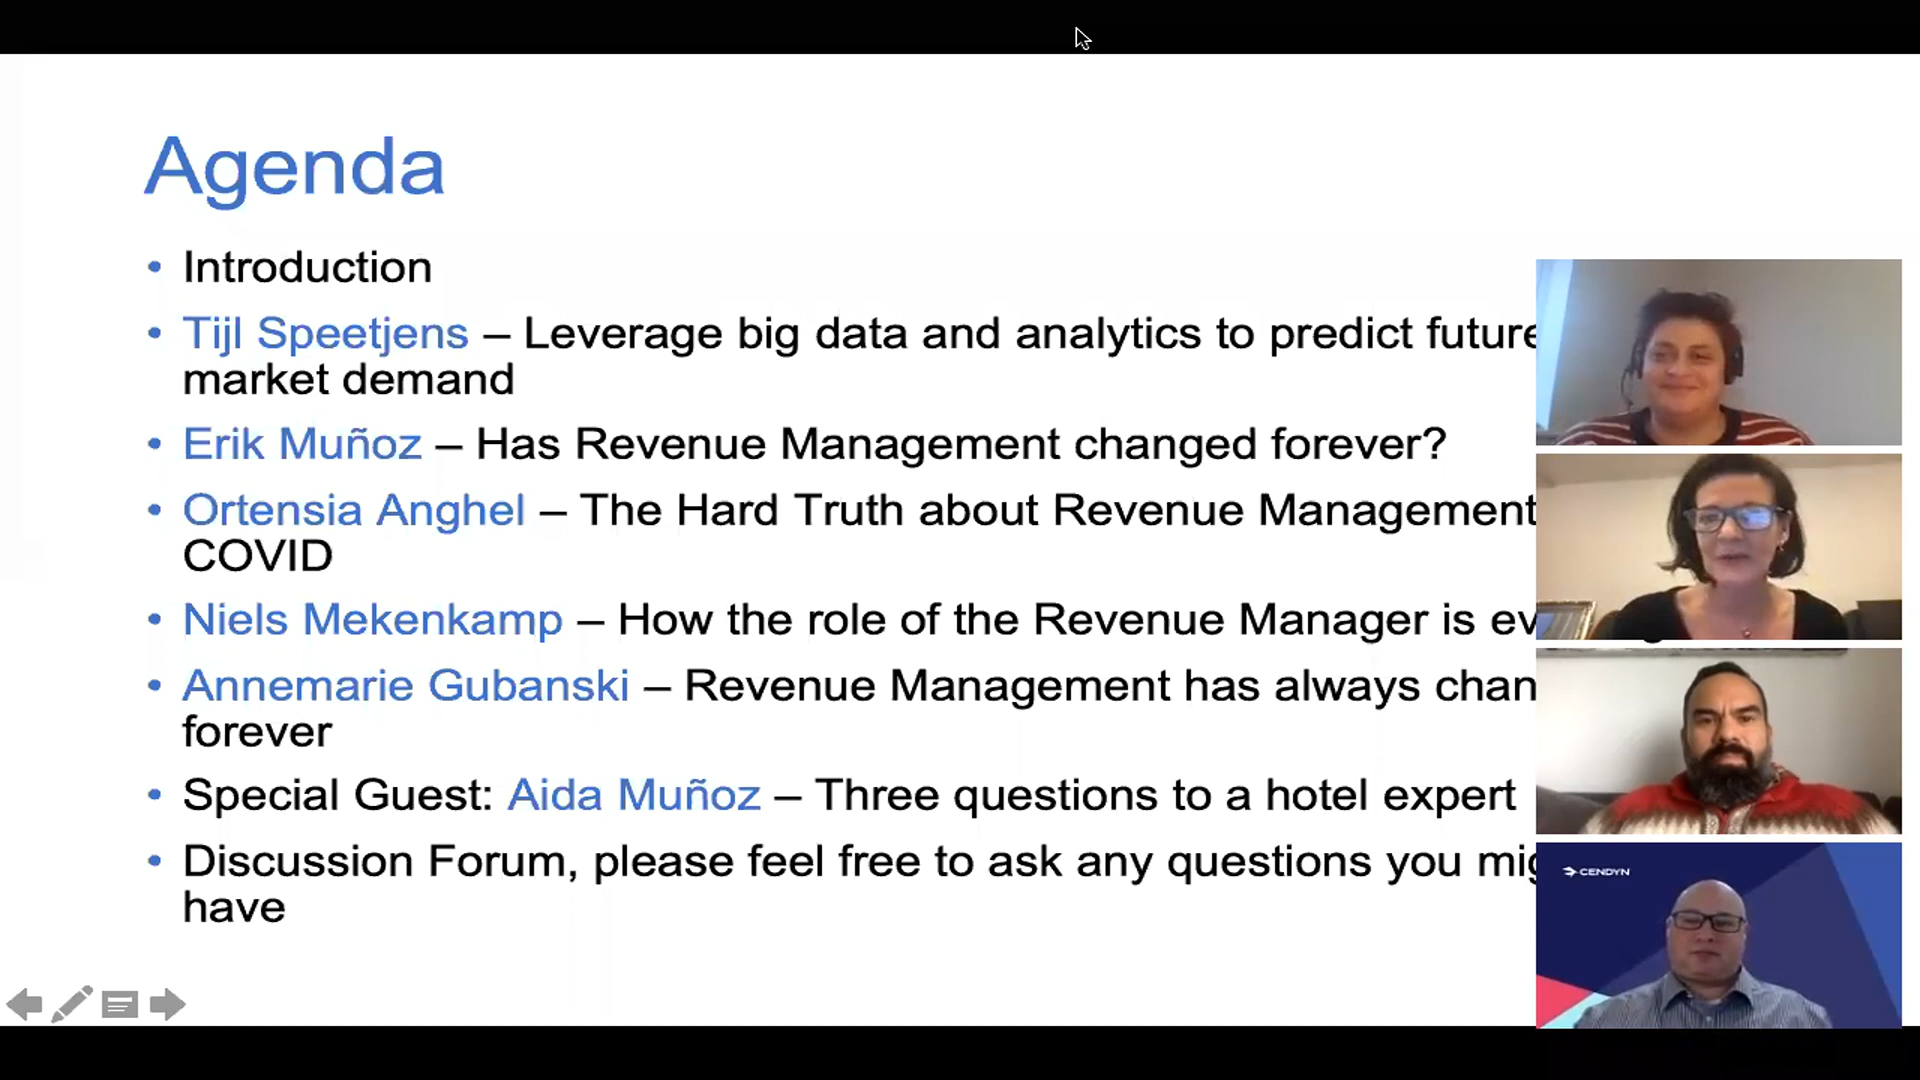 Agenda
• Introduction
• Tijl Speetjens – Leverage big data and analytics to predict future
market demand
• Erik Muñoz – Has Revenue Management changed forever?
• Ortensia Anghel – The Hard Truth about Revenue Management
COVID
• Niels Mekenkamp – How the role of the Revenue Manager is
• Annemarie Gubanski – Revenue Management has always
forever
• Special Guest: Aida Muñoz – Three questions to a hotel expert
• Discussion Forum, please feel free to ask any questions you
have
CENDYN